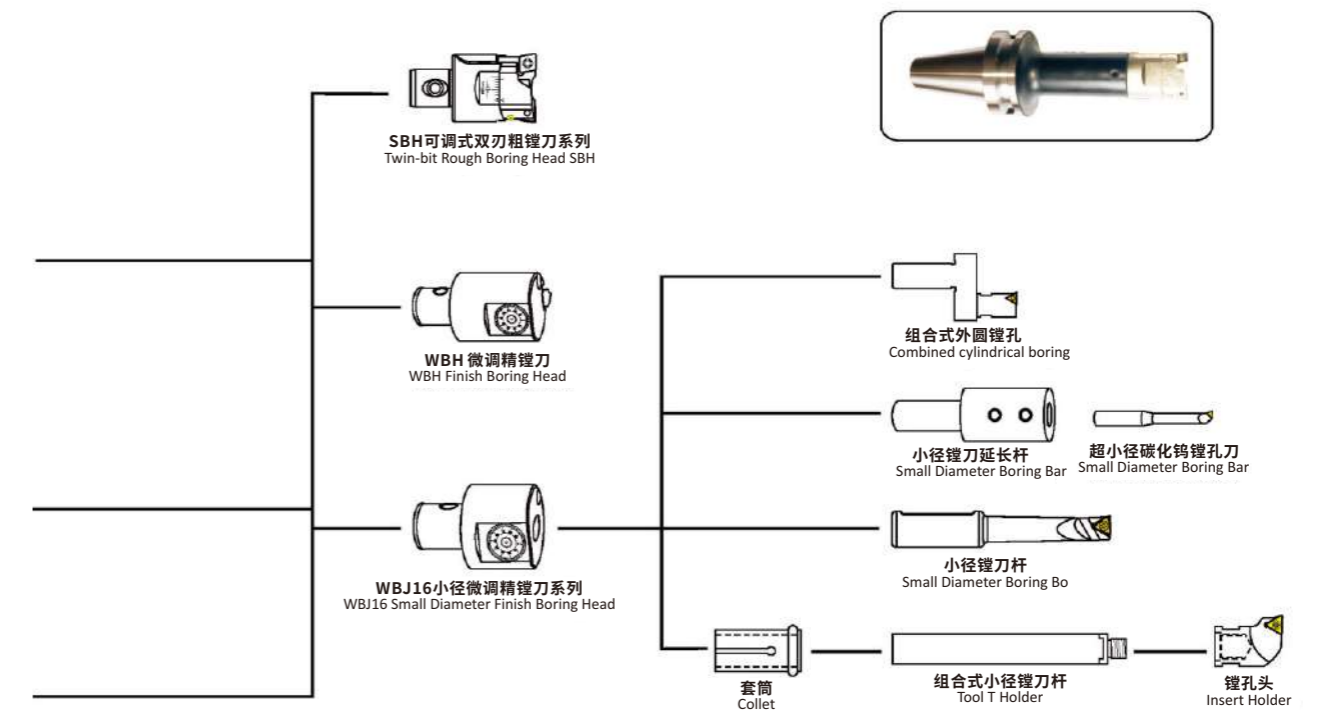 SBH可调式双刃粗镗刀系列
Twin-bit Rough Boring Head SBH
WBH 微调精镗刀
WBH Finish Boring Head
WBJ16小径微调精镗刀系列
WBJ16 Small Diameter Finish Boring Head
组合式外圆镗孔
Combined cylindrical boring
小径镗刀延长杆
Small Diameter Boring Bar
超小径碳化钨镗孔刀
Small Diameter Boring Bar
小径镗刀杆
Small Diameter Boring Bo
套筒
Collet
组合式小径镗刀杆
Tool T Holder
镗孔头
Insert Holder